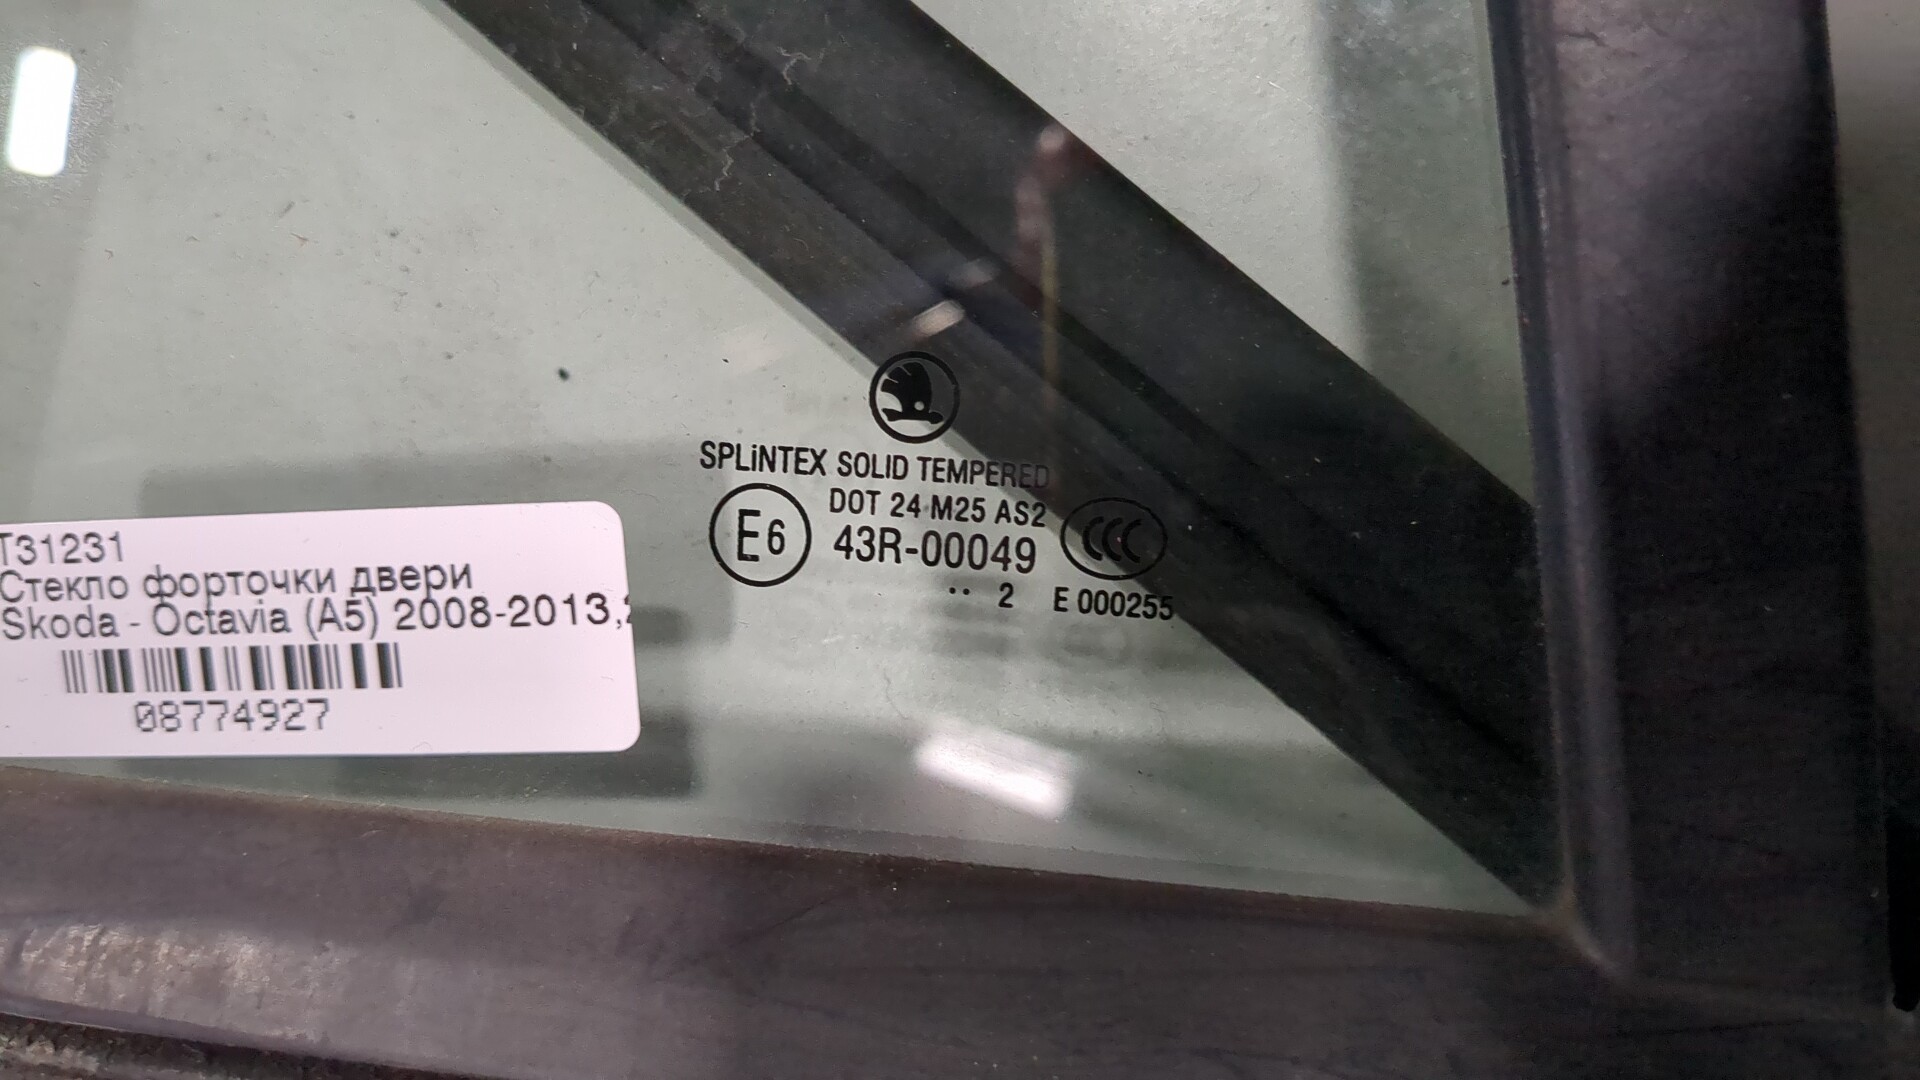 SPLiNTEX SOLID TEMPERED
DOT 24 M25 AS2
E6 43R-00049 CCC
.. 2 E 000255
T31231
Стекло форточки двери
Skoda - Octavia (A5) 2008-2013,
08774927